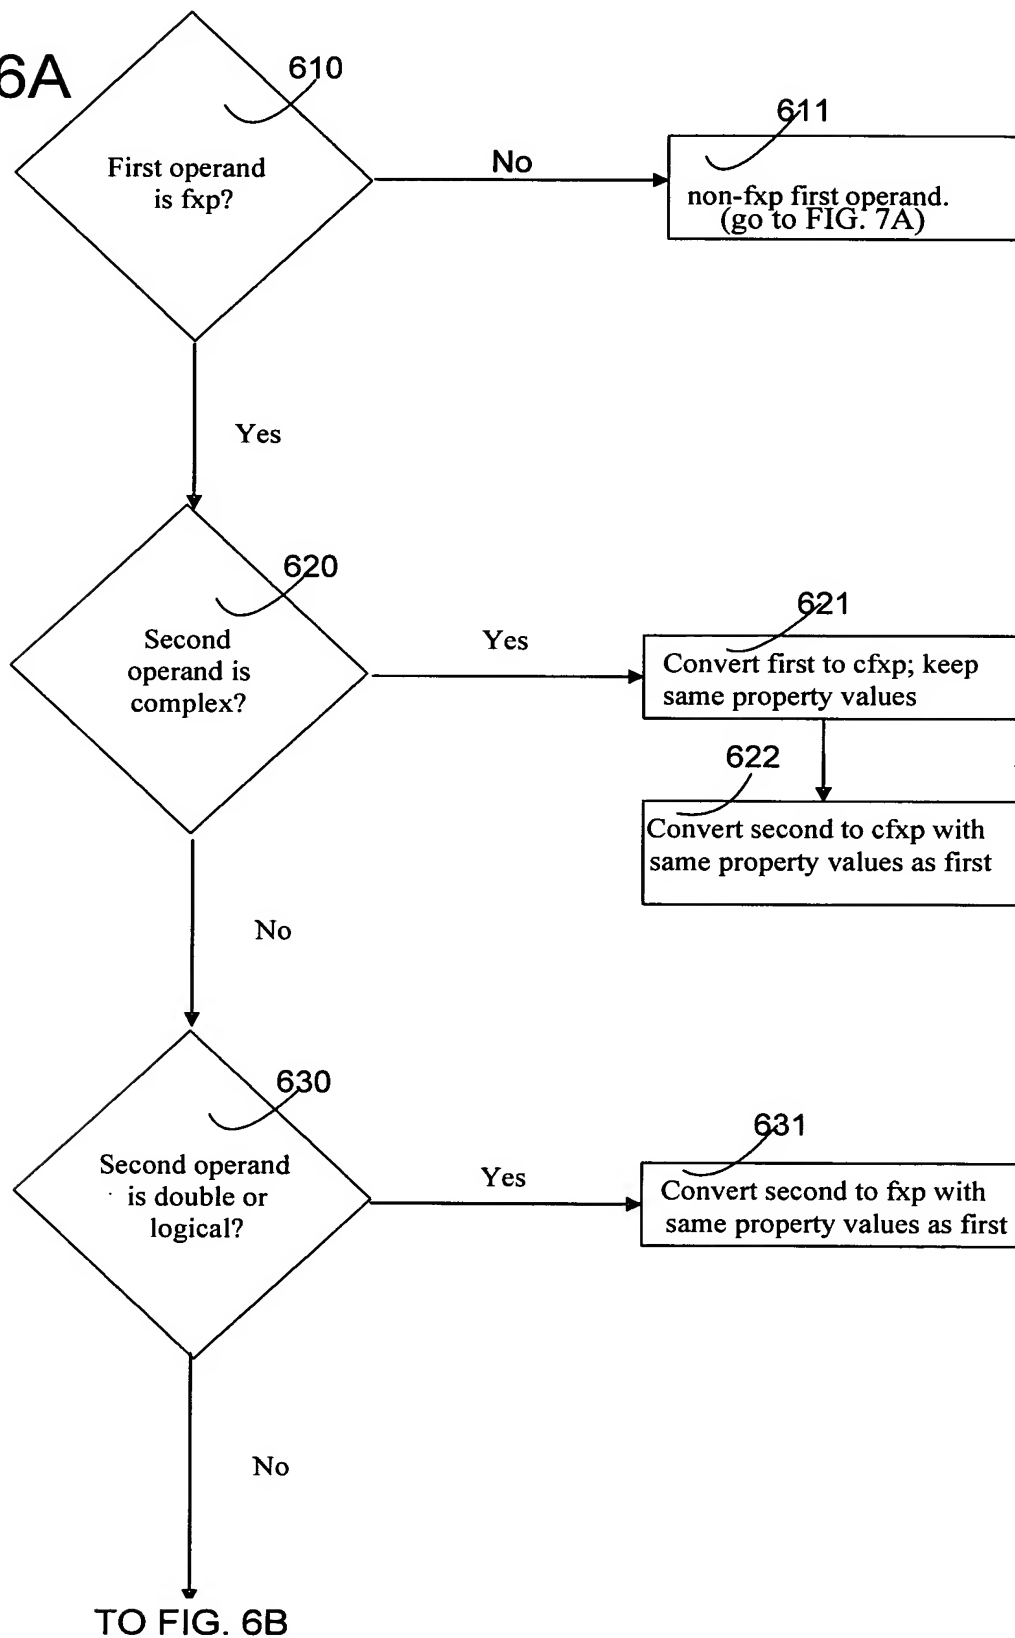 6A
610
First operand
is fxp?
No
611
non-fxp first operand.
(go to FIG. 7A)
Yes
620
Second
operand is
complex?
Yes
621
Convert first to cfxp; keep
same property values
622
Convert second to cfxp with
same property values as first
No
630
Second operand
is double or
logical?
Yes
631
Convert second to fxp with
same property values as first
No
TO FIG. 6B